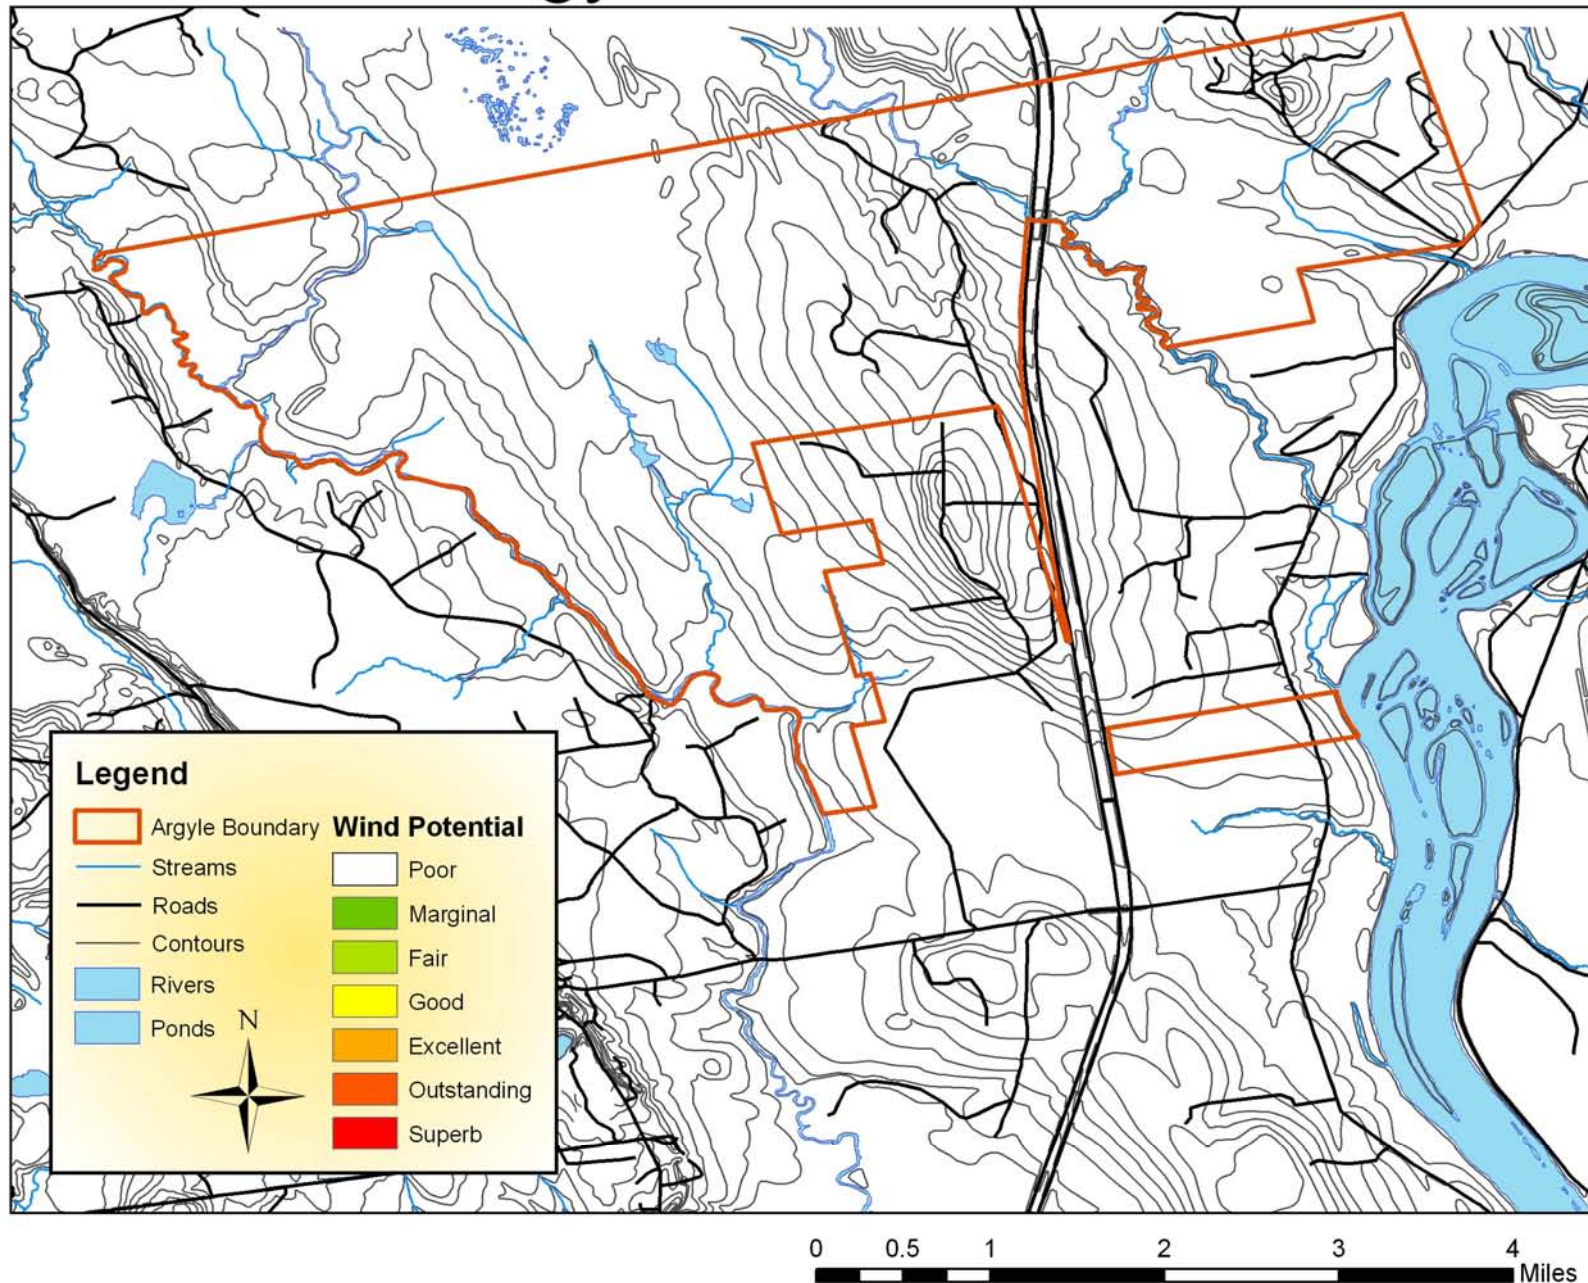 Legend
Argyle Boundary
Streams
Roads
Contours
Rivers
Ponds
N
Wind Potential
Poor
Marginal
Fair
Good
Excellent
Outstanding
Superb
0 0.5 1 2 3 4
Miles